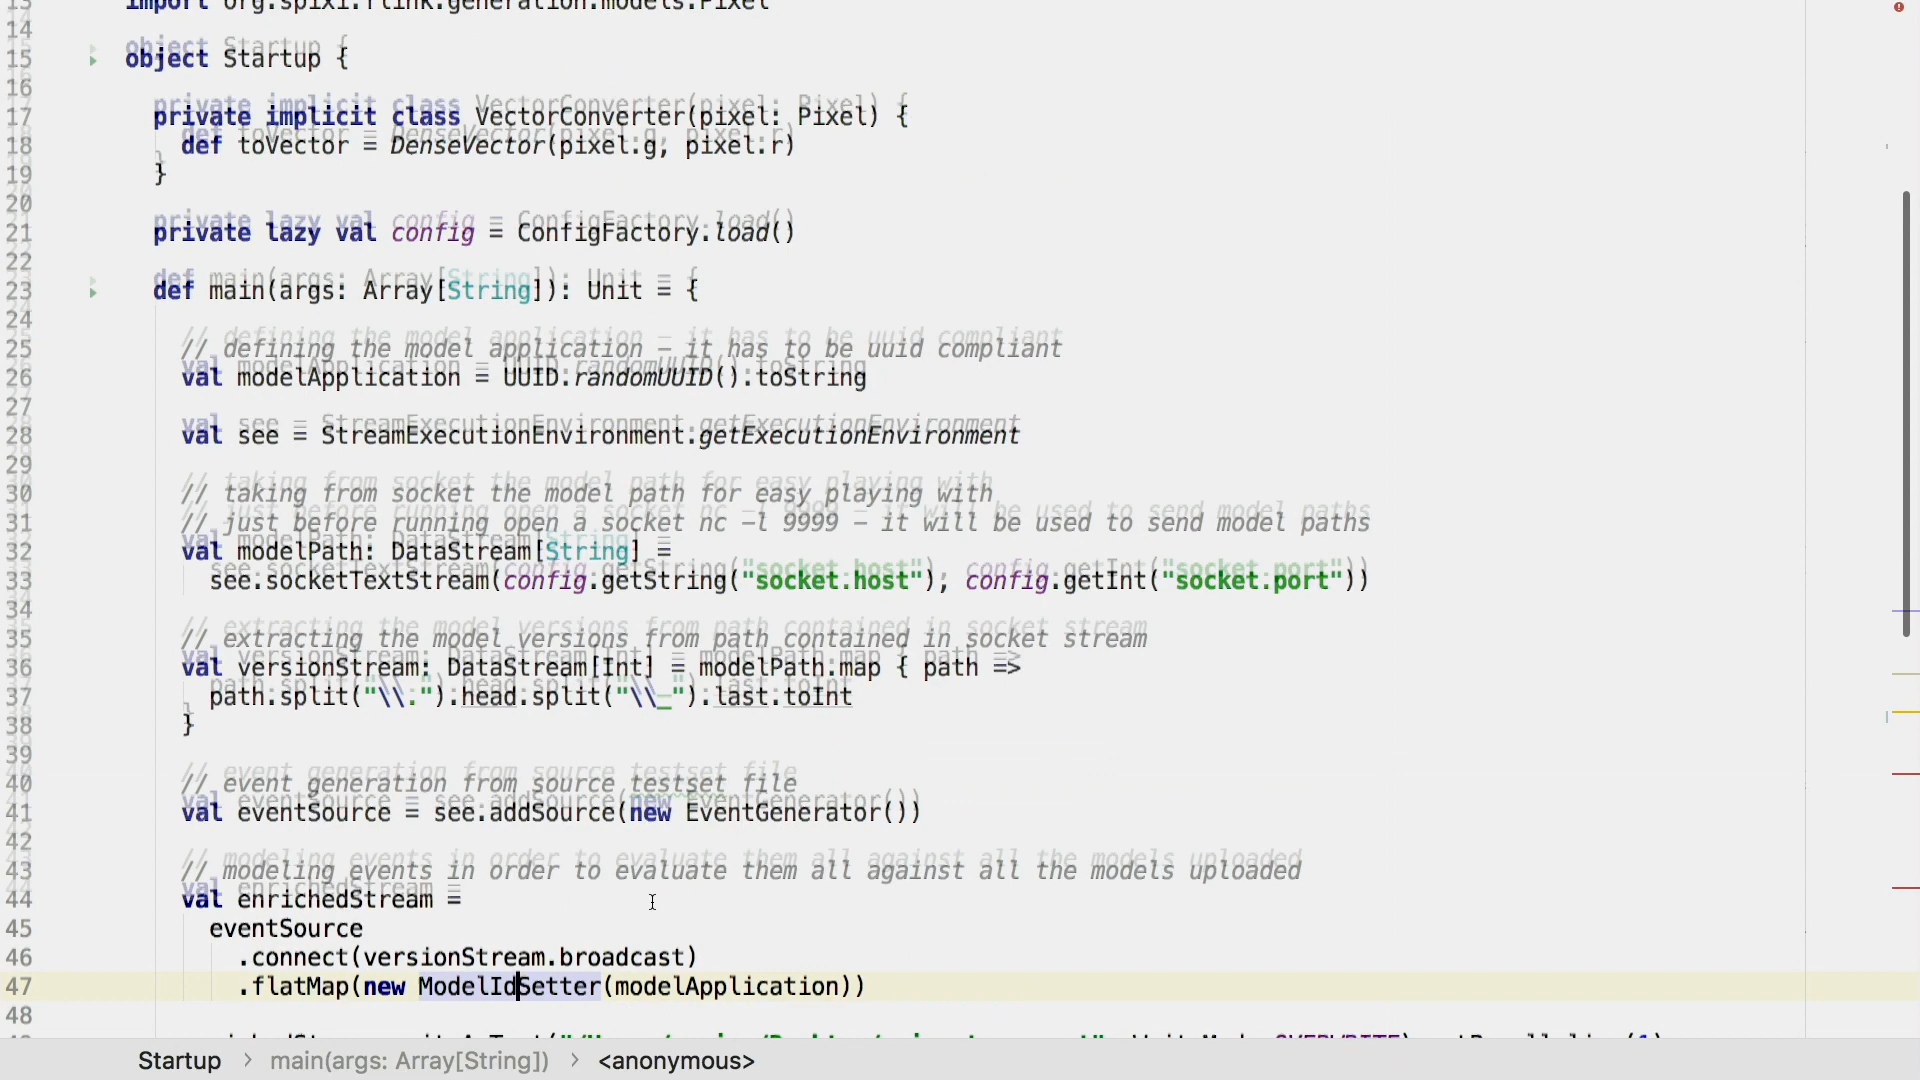 13 import org.spixi.flink.generation.models.Pixel
14
15 object Startup {
16
17 private implicit class VectorConverter(pixel: Pixel) {
18 def toVector = DenseVector(pixel.g, pixel.r)
19 }
20
21 private lazy val config = ConfigFactory.load()
22
23 def main(args: Array[String]): Unit = {
24
25 // defining the model application – it has to be uuid compliant
26 val modelApplication = UUID.randomUUID().toString
27
28 val see = StreamExecutionEnvironment.getExecutionEnvironment
29
30 // taking from socket the model path for easy playing with
31 // just before running open a socket nc -l 9999 – it will be used to send model paths
32 val modelPath: DataStream[String] =
33 see.socketTextStream(config.getString("socket.host"), config.getInt("socket.port"))
34
35 // extracting the model versions from path contained in socket stream
36 val versionStream: DataStream[Int] = modelPath.map { path =>
37 path.split("\\.").head.split("\\_").last.toInt
38 }
39
40 // event generation from source testset file
41 val eventSource = see.addSource(new EventGenerator())
42
43 // modeling events in order to evaluate them all against all the models uploaded
44 val enrichedStream =
45 eventSource
46 .connect(versionStream.broadcast)
47 .flatMap(new ModelIdSetter(modelApplication))
48
Startup > main(args: Array[String]) > <anonymous>